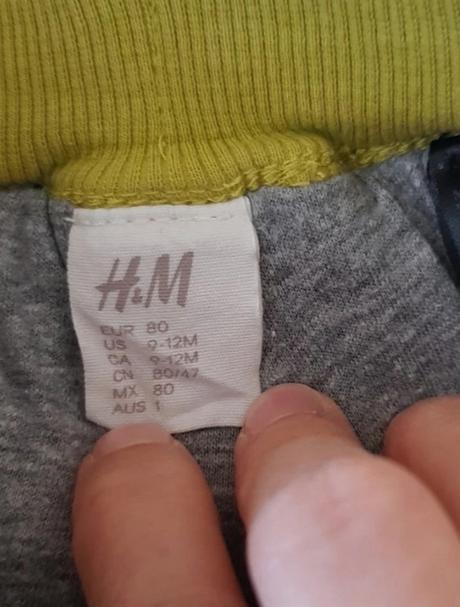 H&M
EUR 80
US 9-12M
CA 9-12M
CN 80/47
MX 80
AUS 1